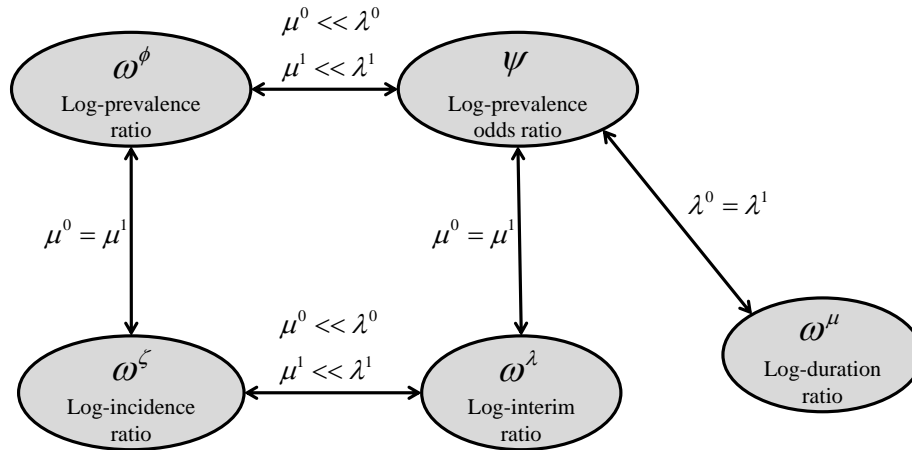 μ⁰ << λ⁰
μ¹ << λ¹
ω^ϕ
Log-prevalence
ratio
ψ
Log-prevalence
odds ratio
μ⁰ = μ¹
μ⁰ = μ¹
λ⁰ = λ¹
μ⁰ << λ⁰
μ¹ << λ¹
ω^ζ
Log-incidence
ratio
ω^λ
Log-interim
ratio
ω^μ
Log-duration
ratio